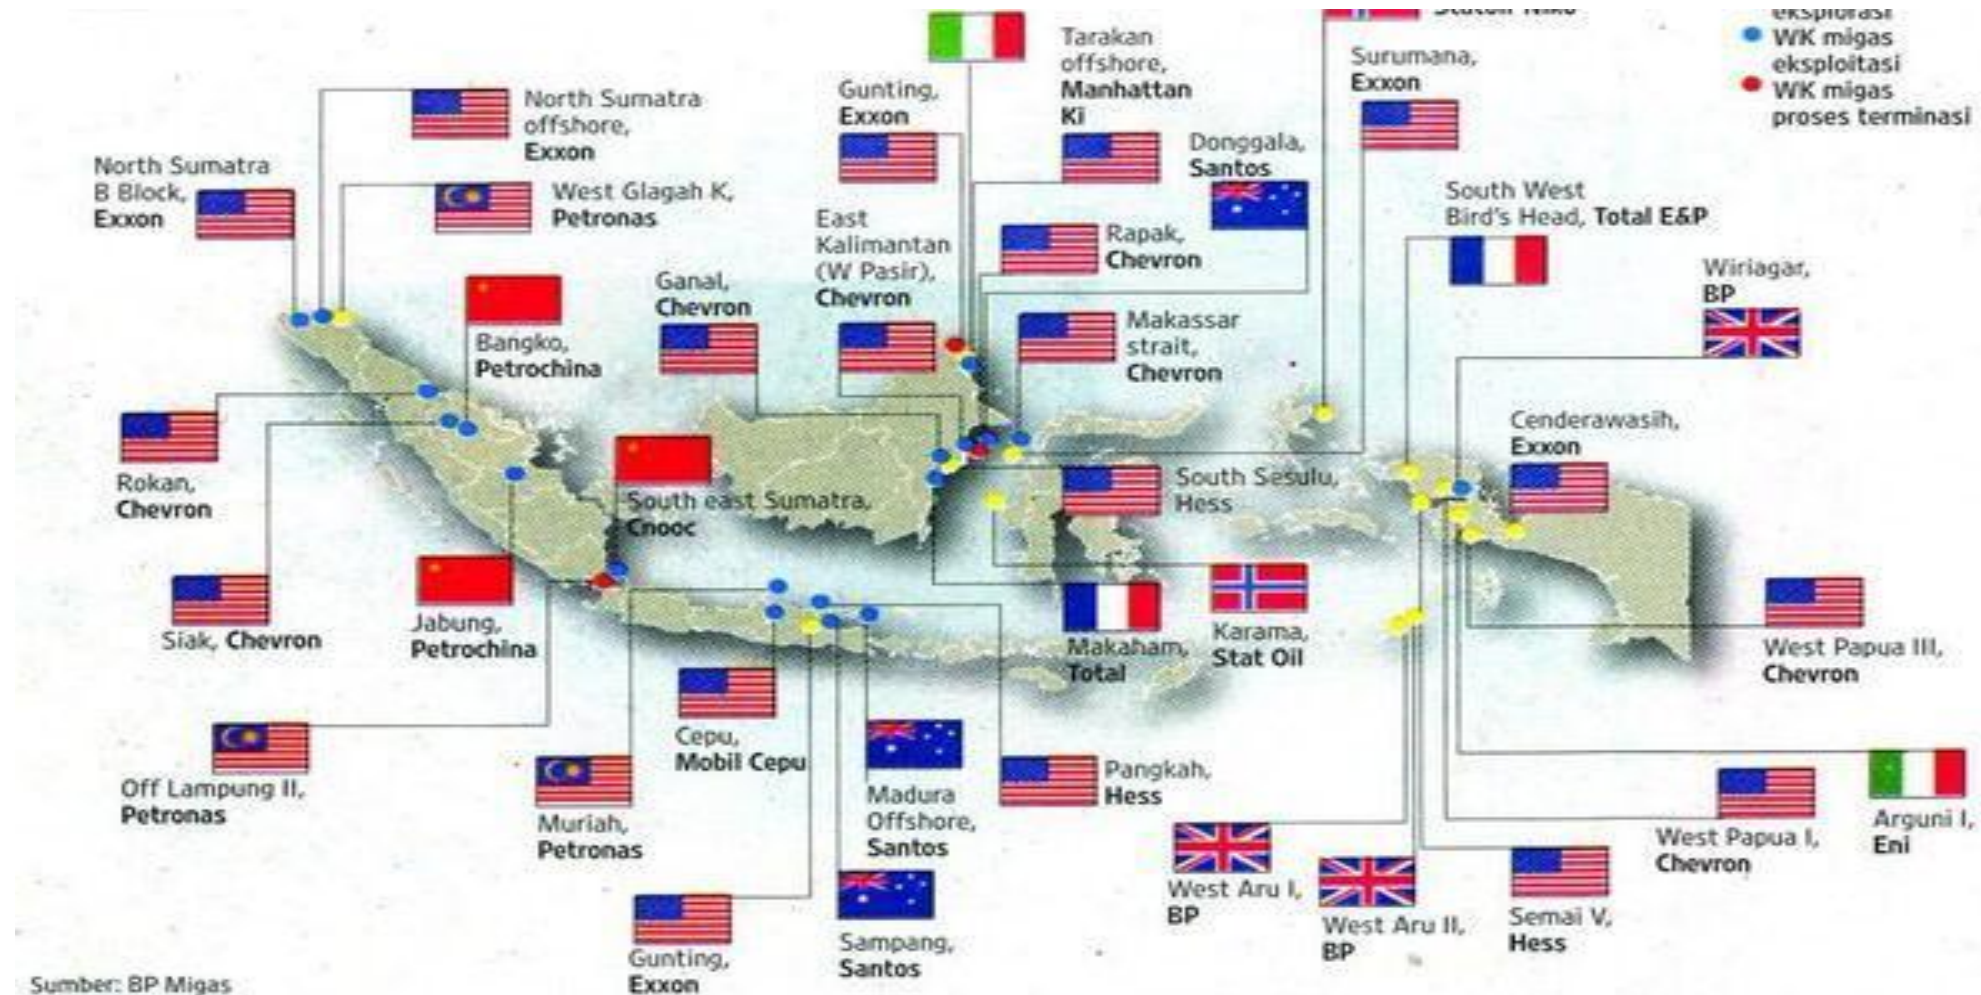 eksplorasi
WK migas
eksploitasi
WK migas
proses terminasi
Statoil Niko
Tarakan
offshore,
Manhattan
Ki
Surumana,
Exxon
Gunting,
Exxon
Donggala,
Santos
North Sumatra
offshore,
Exxon
North Sumatra
B Block,
Exxon
West Glagah K,
Petronas
East
Kalimantan
(W Pasir),
Chevron
Rapak,
Chevron
South West
Bird's Head, Total E&P
Wiriagar,
BP
Ganal,
Chevron
Bangko,
Petrochina
Makassar
strait,
Chevron
Cenderawasih,
Exxon
Rokan,
Chevron
South east Sumatra,
Cnooc
South Sesulu,
Hess
Siak, Chevron
Jabung,
Petrochina
Makaham,
Total
Karama,
Stat Oil
West Papua III,
Chevron
Off Lampung II,
Petronas
Muriah,
Petronas
Cepu,
Mobil Cepu
Madura
Offshore,
Santos
Pangkah,
Hess
West Aru I,
BP
West Aru II,
BP
Semai V,
Hess
West Papua I,
Chevron
Arguni I,
Eni
Gunting,
Exxon
Sampang,
Santos
Sumber: BP Migas